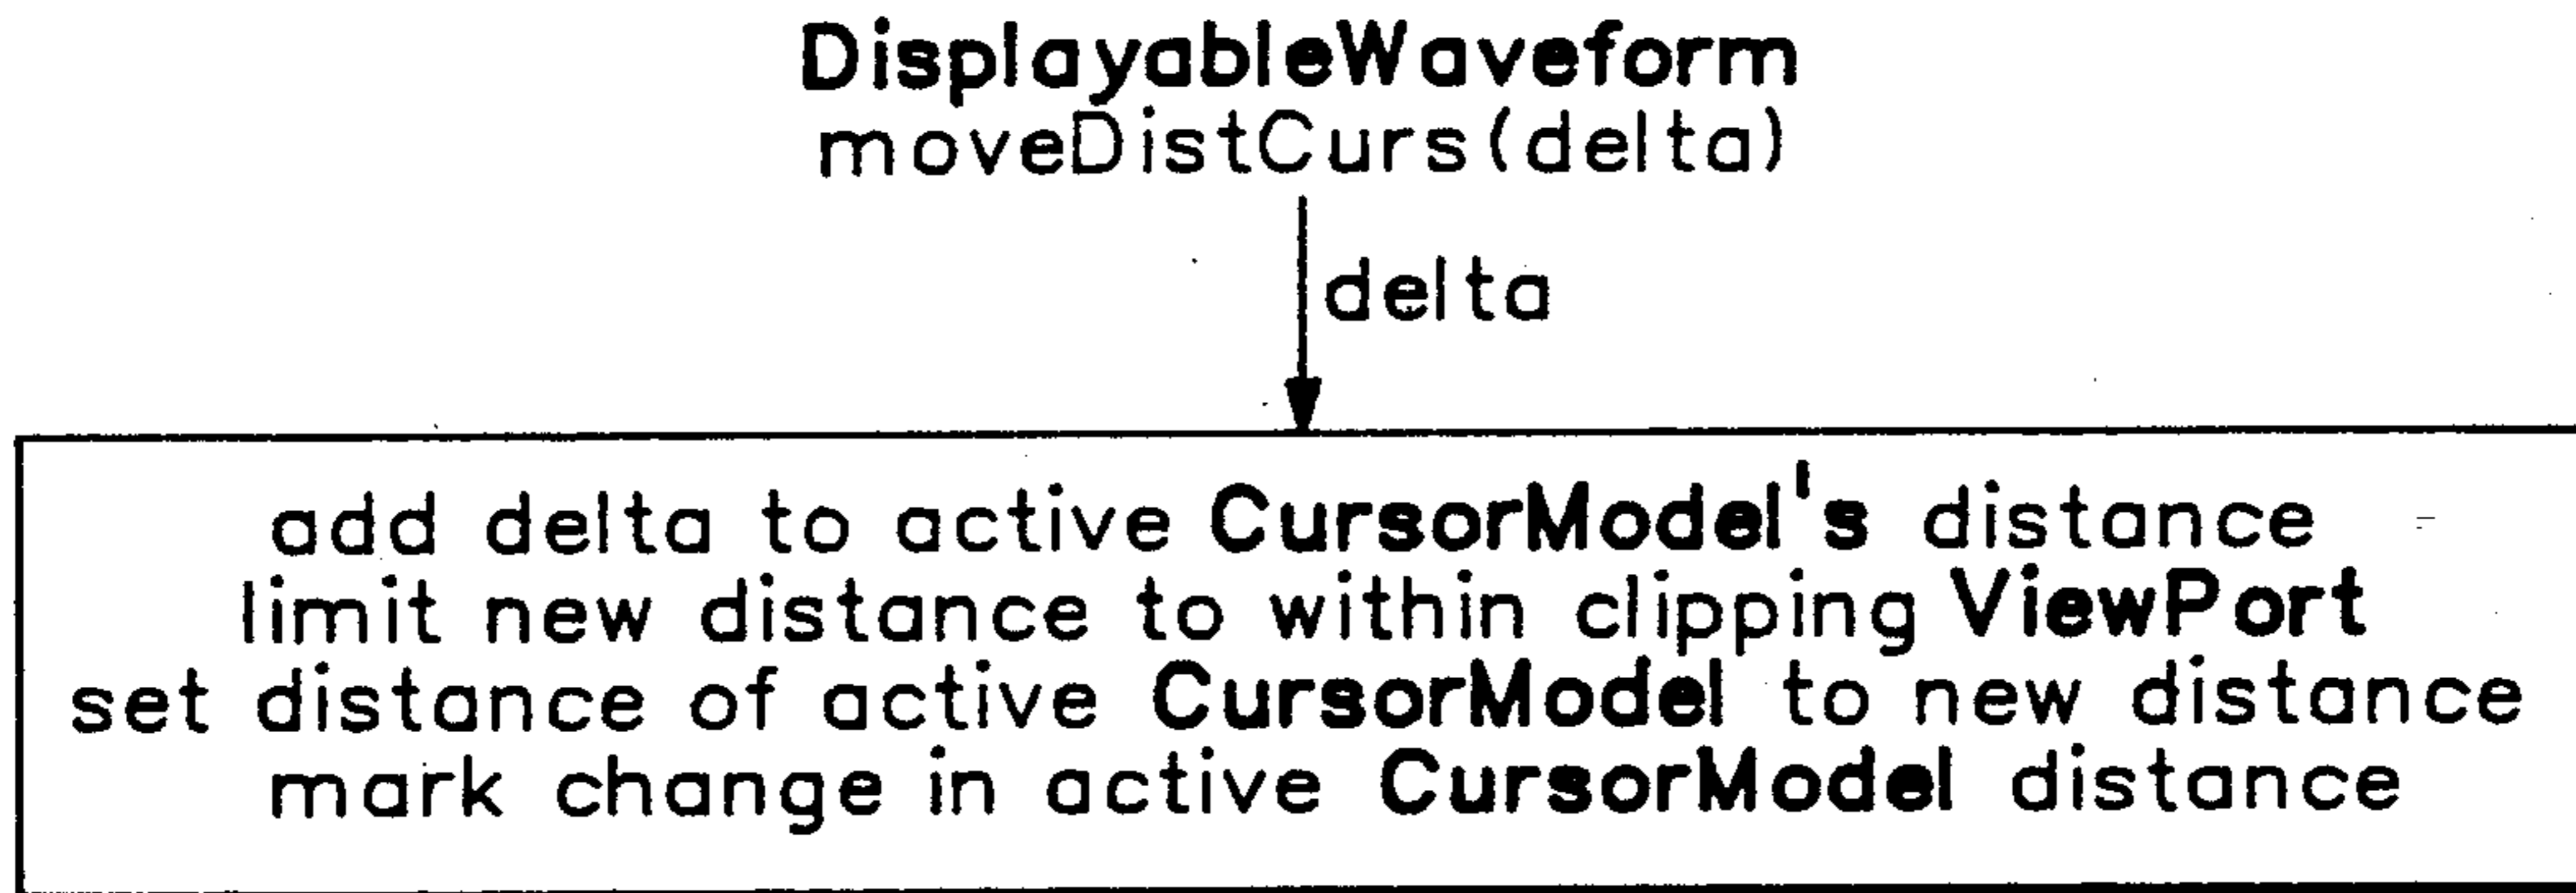 DisplayableWaveform
moveDistCurs(delta)
delta
add delta to active CursorModel's distance
limit new distance to within clipping ViewPort
set distance of active CursorModel to new distance
mark change in active CursorModel distance